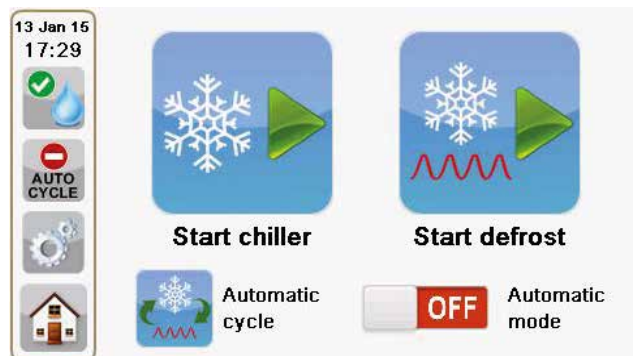 13 Jan 15
17:29
AUTO
CYCLE
Start chiller
Start defrost
Automatic
cycle
OFF
Automatic
mode